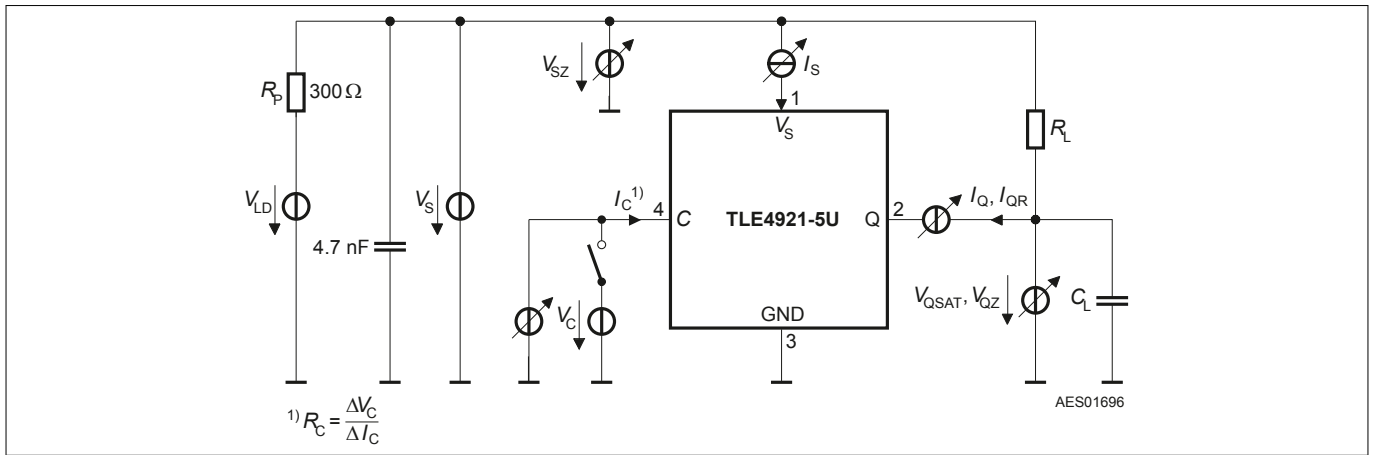 V_SZ
I_S
1
V_S
R_P 300 Ω
R_L
V_LD
V_S
4.7 nF
I_C 1)
4
C
TLE4921-5U
Q
2
I_Q, I_QR
V_C
GND
3
V_QSAT, V_QZ
C_L
1) R_C = ΔV_C / ΔI_C
AES01696